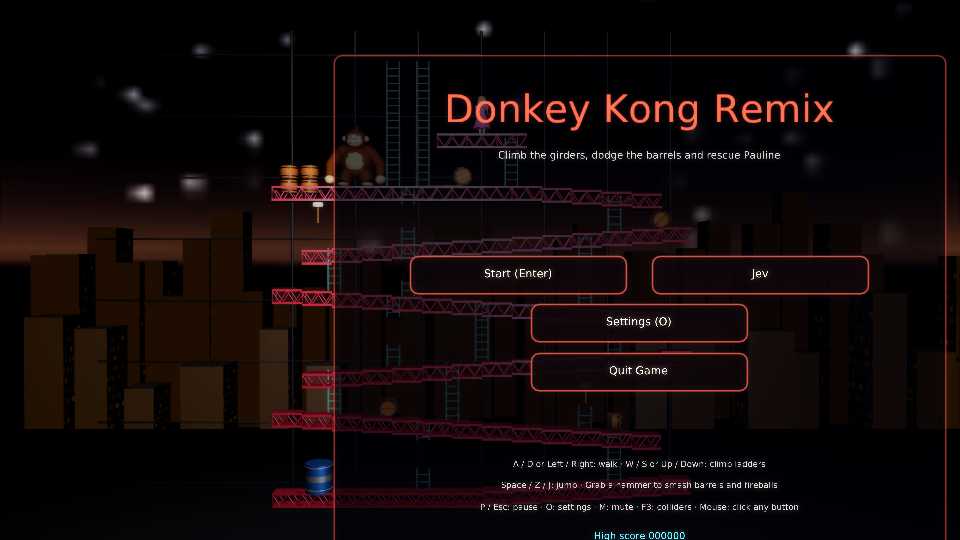 Donkey Kong Remix
Climb the girders, dodge the barrels and rescue Pauline
Start (Enter)
Jev
Settings (O)
Quit Game
A / D or Left / Right: walk · W / S or Up / Down: climb ladders
Space / Z / J: jump · Grab a hammer to smash barrels and fireballs
P / Esc: pause · O: settings · M: mute · F3: colliders · Mouse: click any button
High score 000000